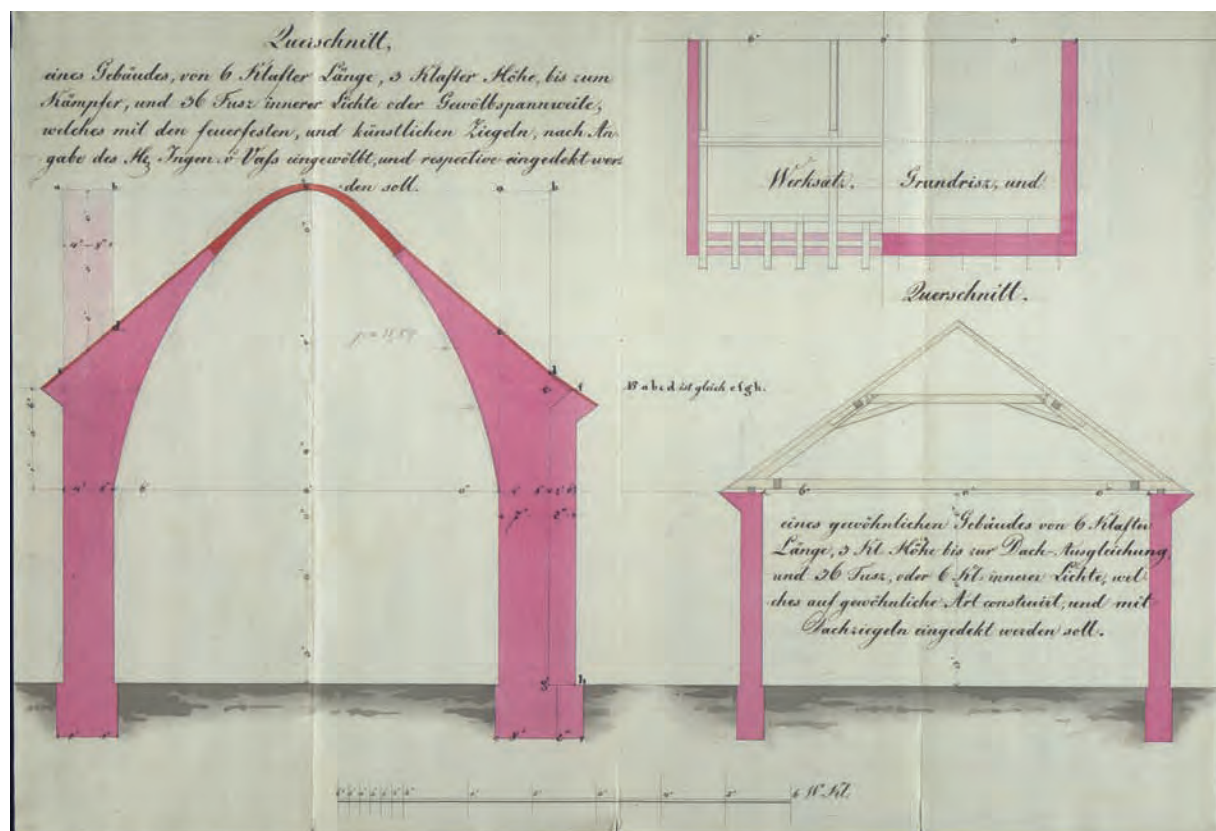 Querschnitt,
eines Gebäudes, von 6 Klafter Länge, 3 Klafter Höhe, bis zum
Kämpfer, und 36 Fusz innerer Lichte oder Gewölbspannweite,
welches mit den feuerfesten, und künstlichen Ziegeln, nach An-
gabe des H. Ingen. v. Vaſs eingewölbt, und respective eingedekt wer-
den soll.
a b
a b
d
d
N abcd ist gleich efgh.
h
Werksatz. Grundrisz, und
Querschnitt.
eines gewöhnlichen Gebäudes von 6 Klafter
Länge, 3 Kl. Höhe bis zur Dach-Ausgleichung,
und 36 Fusz, oder 6 Kl. innerer Lichte, wel-
ches auf gewöhnliche Art construirt, und mit
Dachziegeln eingedekt werden soll.
6 W. Kl.